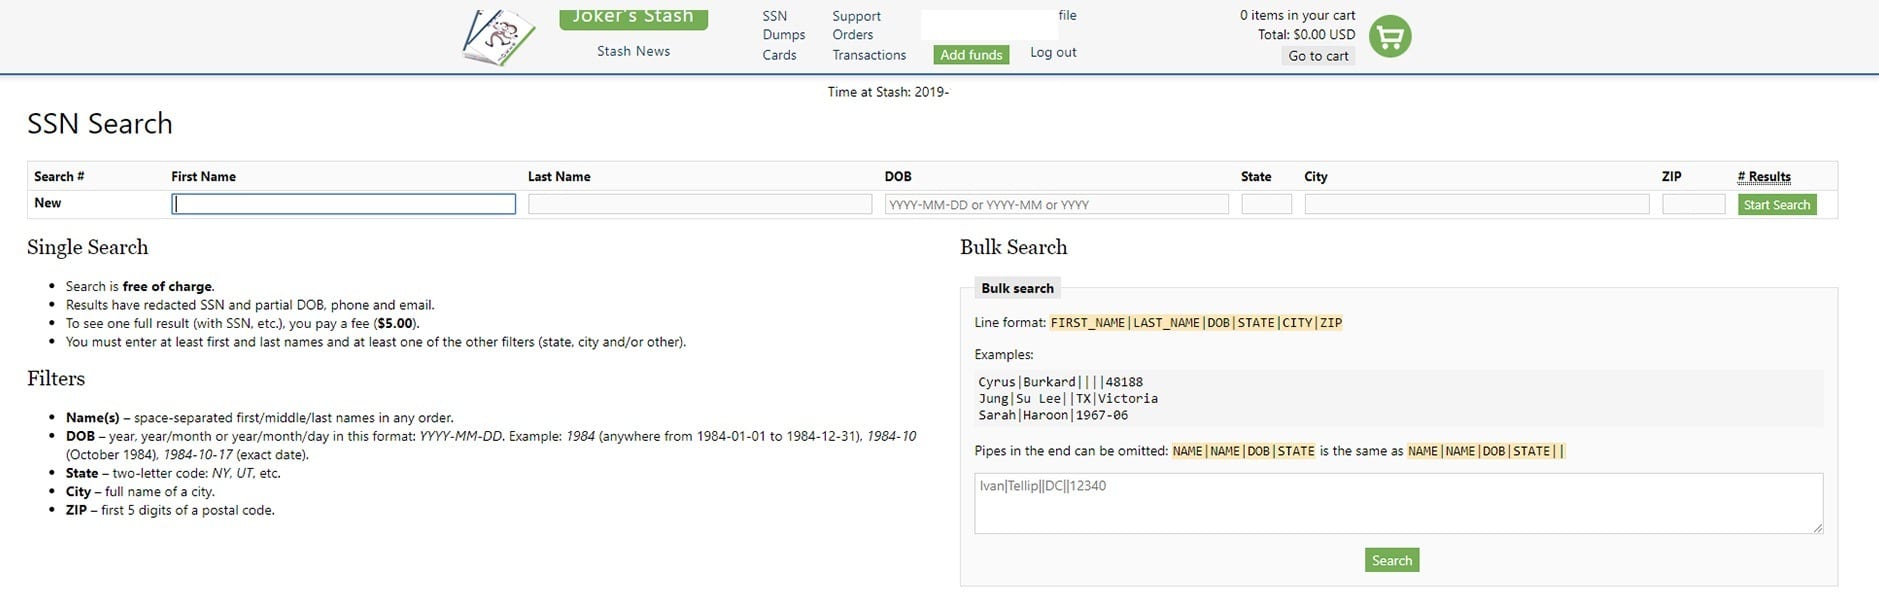 Joker's Stash
Stash News
SSN
Dumps
Cards
Support
Orders
Transactions
file
Add funds
Log out
0 items in your cart
Total: $0.00 USD
Go to cart
Time at Stash: 2019-
SSN Search
Search # First Name Last Name DOB State City ZIP # Results
New YYYY-MM-DD or YYYY-MM or YYYY Start Search
Single Search
• Search is free of charge.
• Results have redacted SSN and partial DOB, phone and email.
• To see one full result (with SSN, etc.), you pay a fee ($5.00).
• You must enter at least first and last names and at least one of the other filters (state, city and/or other).
Filters
• Name(s) – space-separated first/middle/last names in any order.
• DOB – year, year/month or year/month/day in this format: YYYY-MM-DD. Example: 1984 (anywhere from 1984-01-01 to 1984-12-31), 1984-10
(October 1984), 1984-10-17 (exact date).
• State – two-letter code: NY, UT, etc.
• City – full name of a city.
• ZIP – first 5 digits of a postal code.
Bulk Search
Bulk search
Line format: FIRST_NAME|LAST_NAME|DOB|STATE|CITY|ZIP
Examples:
Cyrus|Burkard||||48188
Jung|Su Lee||TX|Victoria
Sarah|Haroon|1967-06
Pipes in the end can be omitted: NAME|NAME|DOB|STATE is the same as NAME|NAME|DOB|STATE||
Ivan|Tellip||DC||12340
Search